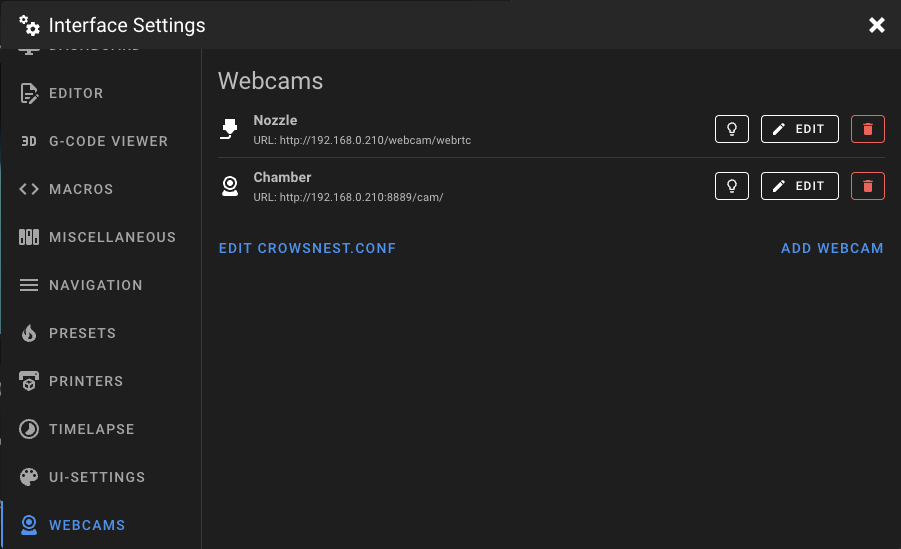 Interface Settings
DASHBOARD
EDITOR
3D G-CODE VIEWER
MACROS
MISCELLANEOUS
NAVIGATION
PRESETS
PRINTERS
TIMELAPSE
UI-SETTINGS
WEBCAMS
Webcams
Nozzle
URL: http://192.168.0.210/webcam/webrtc
EDIT
Chamber
URL: http://192.168.0.210:8889/cam/
EDIT
EDIT CROWSNEST.CONF
ADD WEBCAM